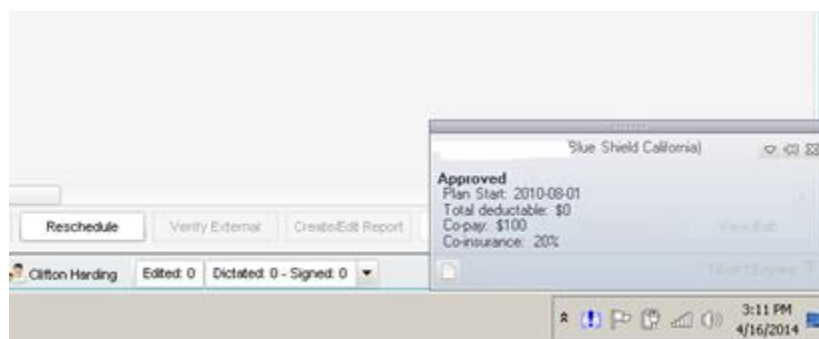 Blue Shield California)
Approved
Plan Start: 2010-08-01
Total deductable: $0
Co-pay: $100
Co-insurance: 20%
Reschedule
Verify External
Create/Edit Report
View/Edit
Clifton Harding
Edited: 0
Dictated: 0 - Signed: 0
3:11 PM
4/16/2014